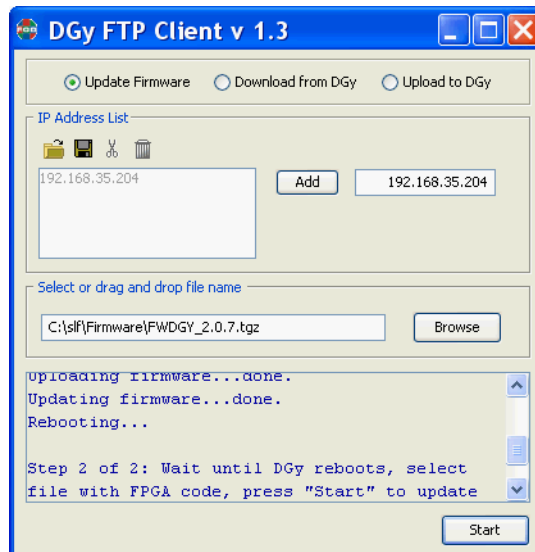 DGy FTP Client v 1.3
Update Firmware Download from DGy Upload to DGy
IP Address List
192.168.35.204 Add 192.168.35.204
Select or drag and drop file name
C:\slf\Firmware\FWDGY_2.0.7.tgz Browse
Uploading firmware...done.
Updating firmware...done.
Rebooting...
Step 2 of 2: Wait until DGy reboots, select
file with FPGA code, press "Start" to update
Start